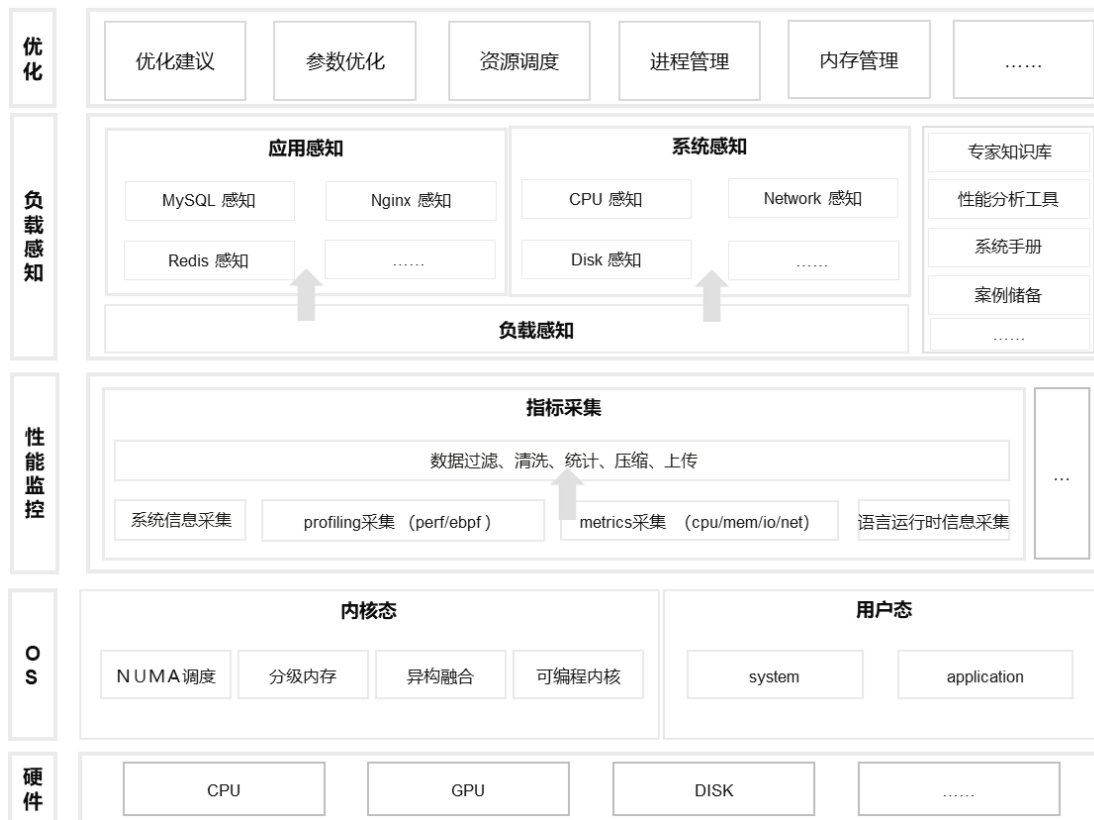 优化
优化建议
参数优化
资源调度
进程管理
内存管理
……
负载感知
应用感知
MySQL 感知
Nginx 感知
Redis 感知
……
系统感知
CPU 感知
Network 感知
Disk 感知
……
负载感知
专家知识库
性能分析工具
系统手册
案例储备
……
性能监控
指标采集
数据过滤、清洗、统计、压缩、上传
系统信息采集
profiling采集 （perf/ebpf）
metrics采集 （cpu/mem/io/net）
语言运行时信息采集
…
OS
内核态
NUMA调度
分级内存
异构融合
可编程内核
用户态
system
application
硬件
CPU
GPU
DISK
……